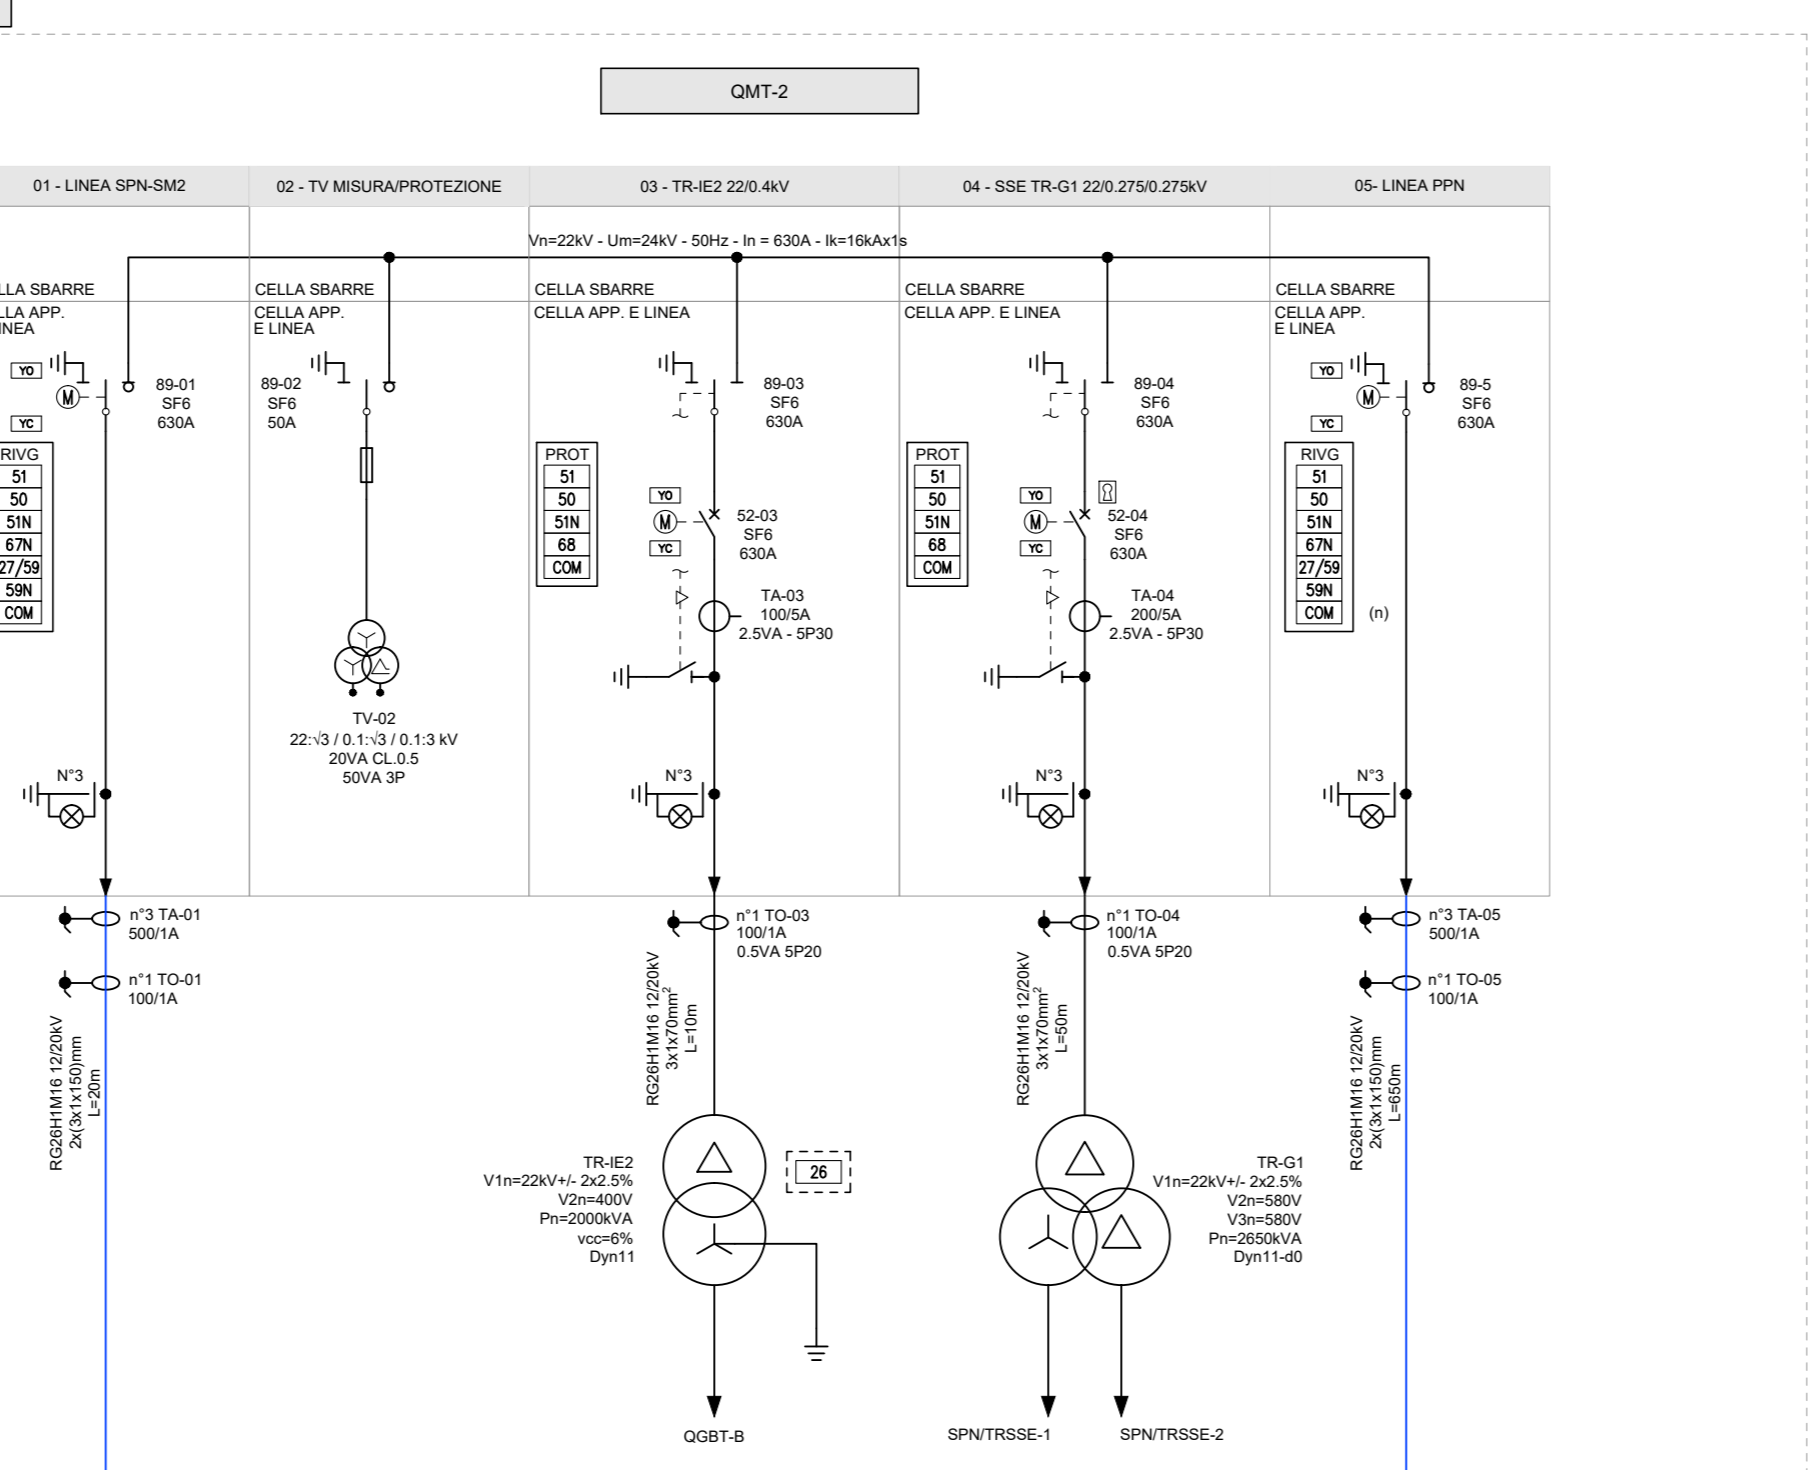 QMT-2
01 - LINEA SPN-SM2
02 - TV MISURA/PROTEZIONE
03 - TR-IE2 22/0.4kV
04 - SSE TR-G1 22/0.275/0.275kV
05- LINEA PPN
Vn=22kV - Um=24kV - 50Hz - In = 630A - Ik=16kAx1s
LLA SBARRE
LLA APP.
INEA
YO
M
YC
89-01
SF6
630A
RIVG
51
50
51N
67N
27/59
59N
COM
N°3
n°3 TA-01
500/1A
n°1 TO-01
100/1A
RG26H1M16 12/20kV
2x(3x1x150)mm
L=20m
CELLA SBARRE
CELLA APP.
E LINEA
89-02
SF6
50A
TV-02
22:√3 / 0.1:√3 / 0.1:3 kV
20VA CL.0.5
50VA 3P
CELLA SBARRE
CELLA APP. E LINEA
89-03
SF6
630A
PROT
51
50
51N
68
COM
YO
M
YC
52-03
SF6
630A
TA-03
100/5A
2.5VA - 5P30
N°3
n°1 TO-03
100/1A
0.5VA 5P20
RG26H1M16 12/20kV
3x1x70mm²
L=10m
TR-IE2
V1n=22kV+/- 2x2.5%
V2n=400V
Pn=2000kVA
vcc=6%
Dyn11
26
QGBT-B
CELLA SBARRE
CELLA APP. E LINEA
89-04
SF6
630A
PROT
51
50
51N
68
COM
YO
M
YC
52-04
SF6
630A
TA-04
200/5A
2.5VA - 5P30
N°3
n°1 TO-04
100/1A
0.5VA 5P20
RG26H1M16 12/20kV
3x1x70mm²
L=50m
TR-G1
V1n=22kV+/- 2x2.5%
V2n=580V
V3n=580V
Pn=2650kVA
Dyn11-d0
SPN/TRSSE-1
SPN/TRSSE-2
CELLA SBARRE
CELLA APP.
E LINEA
YO
M
YC
89-5
SF6
630A
RIVG
51
50
51N
67N
27/59
59N
COM
(n)
N°3
n°3 TA-05
500/1A
n°1 TO-05
100/1A
RG26H1M16 12/20kV
2x(3x1x150)mm
L=650m